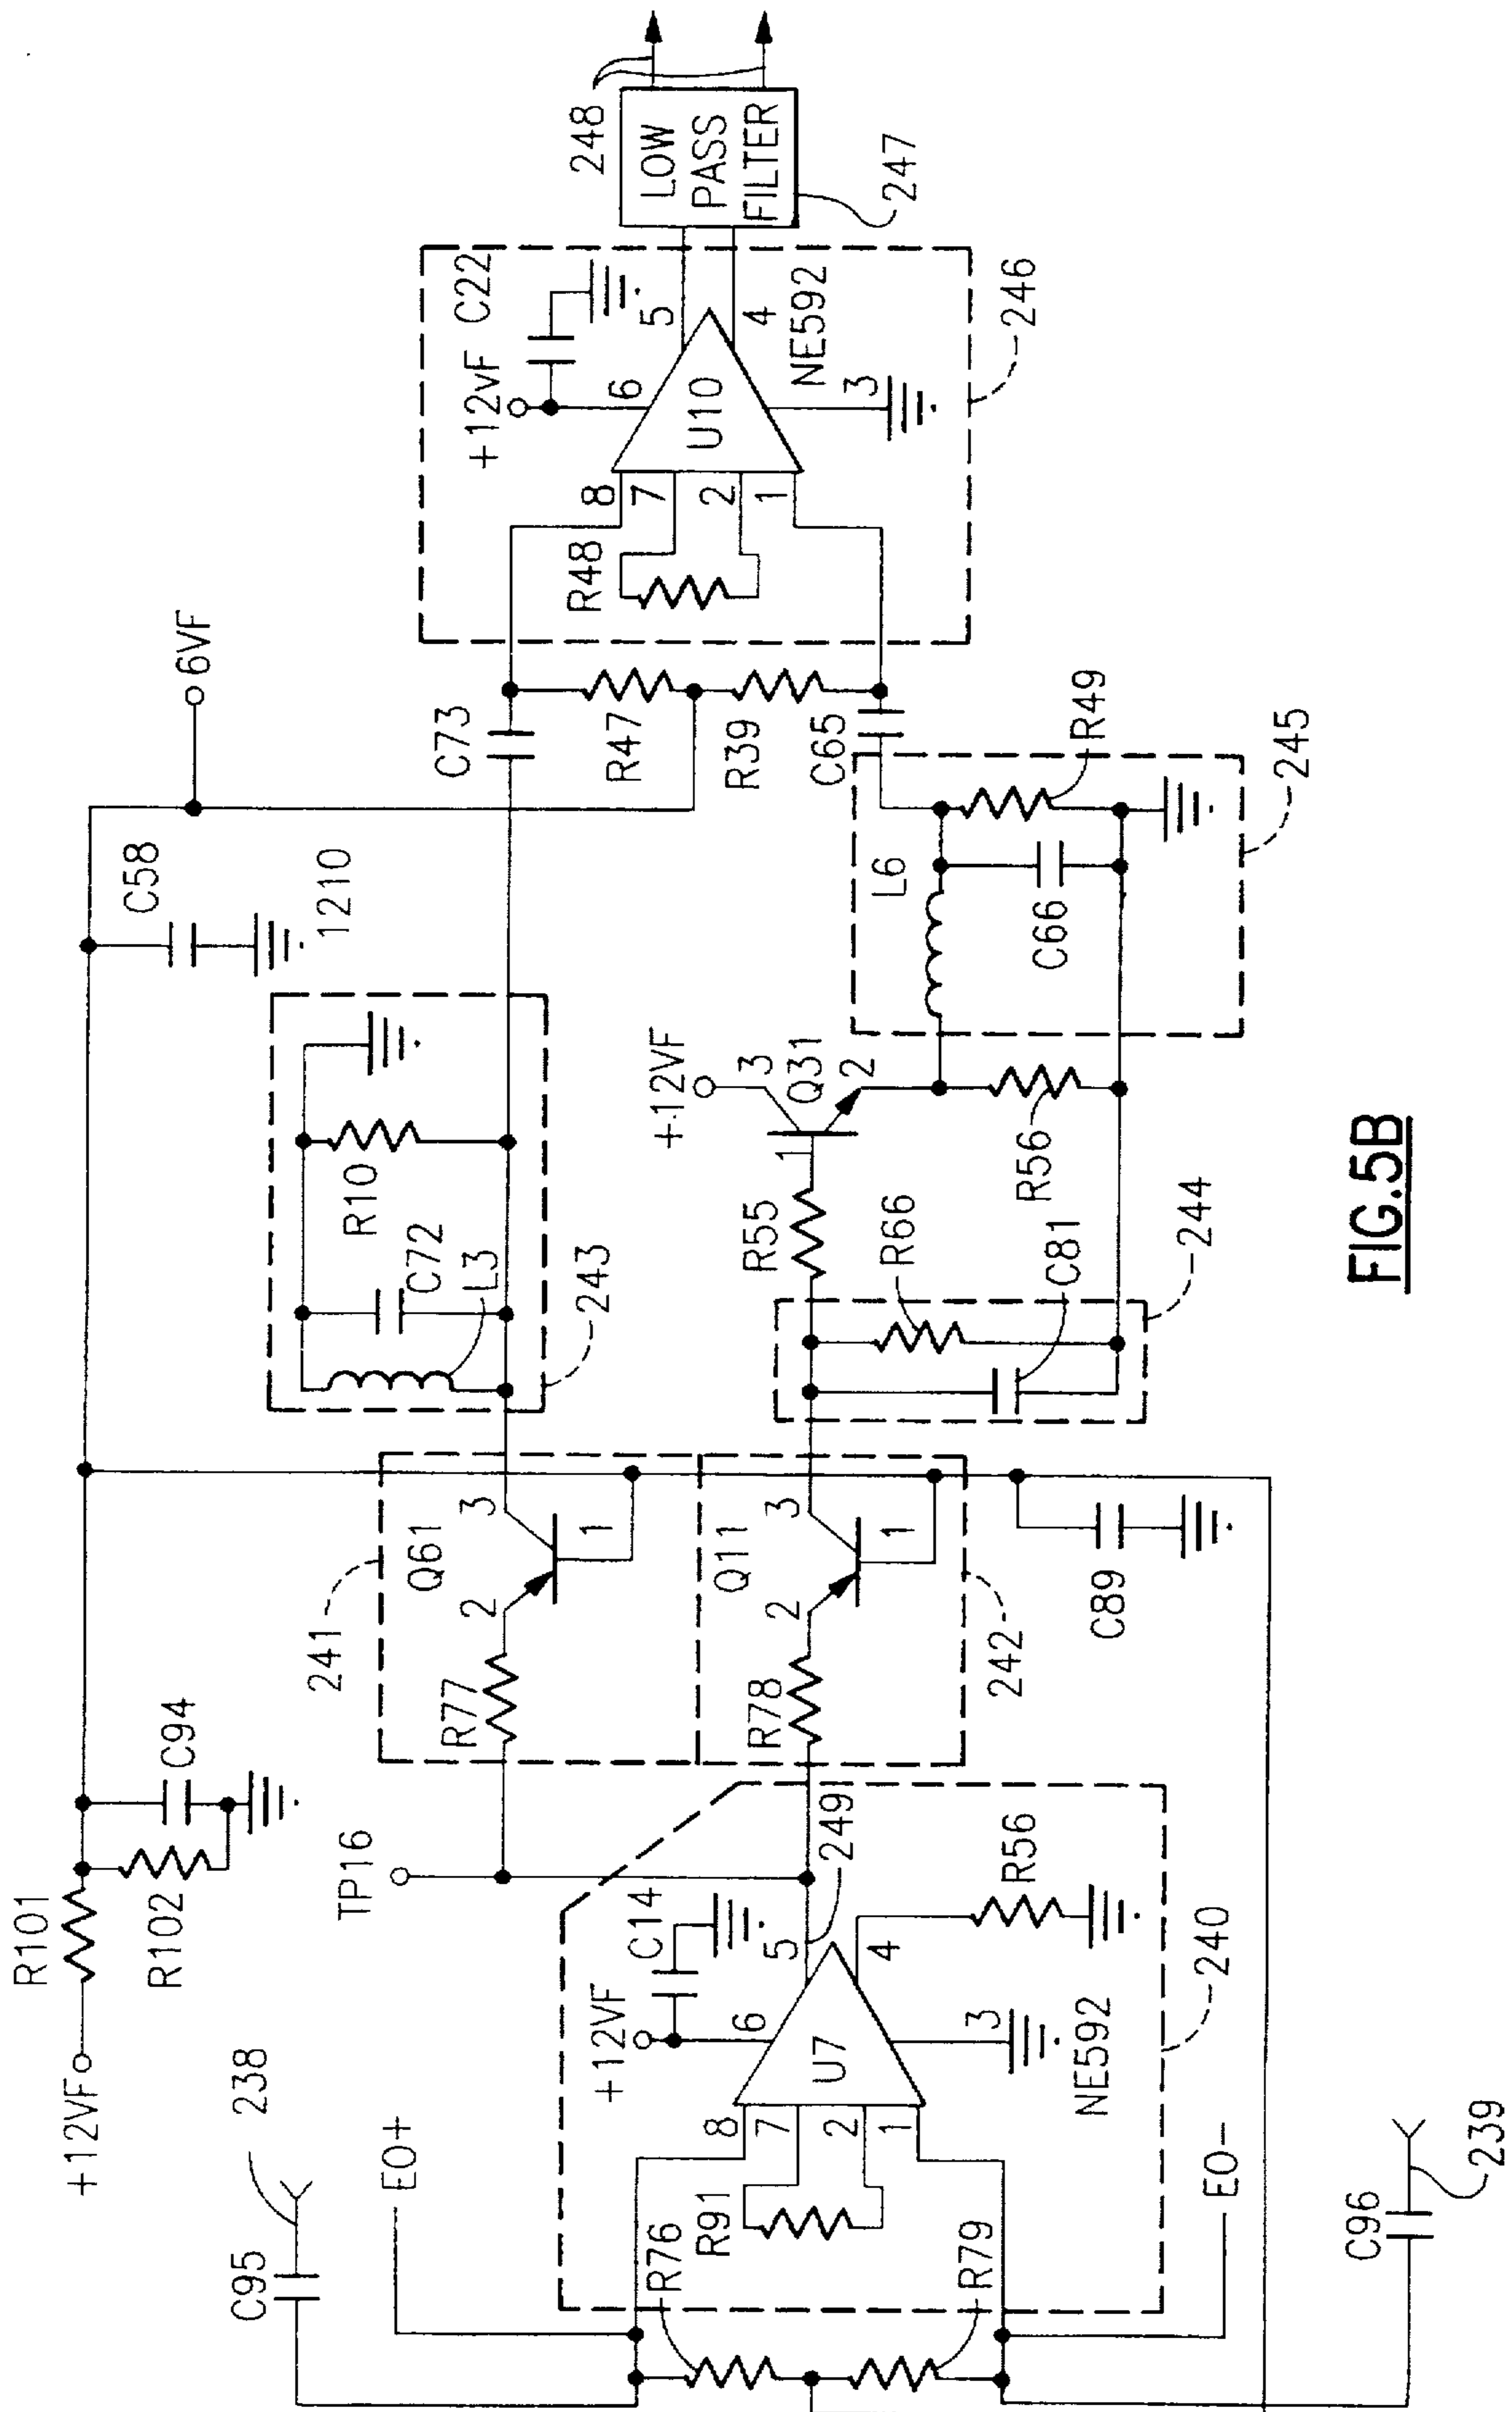 R101
+12VF
R102
C94
238
C95
EO+
TP16
241
R77
Q61
2
3
1
R78
Q11
2
3
1
242
C89
+12VF
C14
6
5
249
4
R56
U7
8
7
2
1
3
NE592
240
R91
R76
R79
EO-
C96
239
C58
1210
6VF
R10
C72
L3
243
C73
R47
R39
C65
+12VF
3
Q31
2
1
R55
R56
R66
C81
244
L6
C66
R49
245
+12vF
C22
6
5
4
U10
8
7
2
1
R48
3
NE592
246
LOW
PASS
FILTER
247
248
FIG.5B